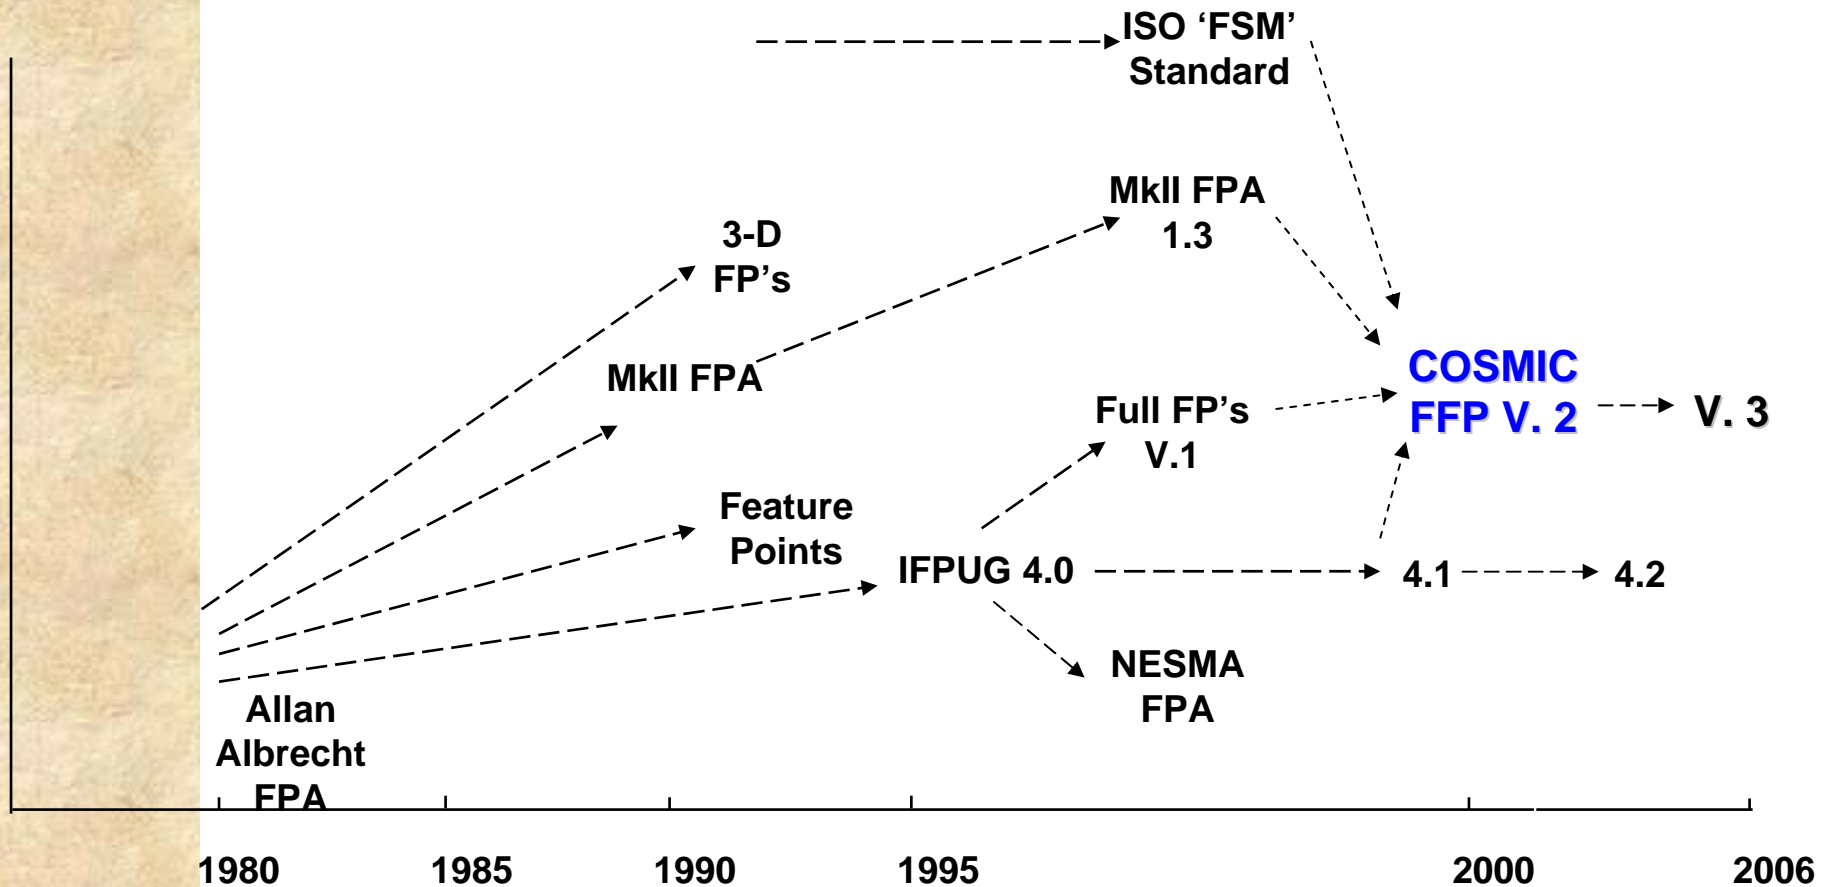 ISO ‘FSM’
Standard
MkII FPA
1.3
3-D
FP’s
MkII FPA
COSMIC
FFP V. 2
V. 3
Full FP’s
V.1
Feature
Points
IFPUG 4.0
4.1
4.2
NESMA
FPA
Allan
Albrecht
FPA
1980
1985
1990
1995
2000
2006